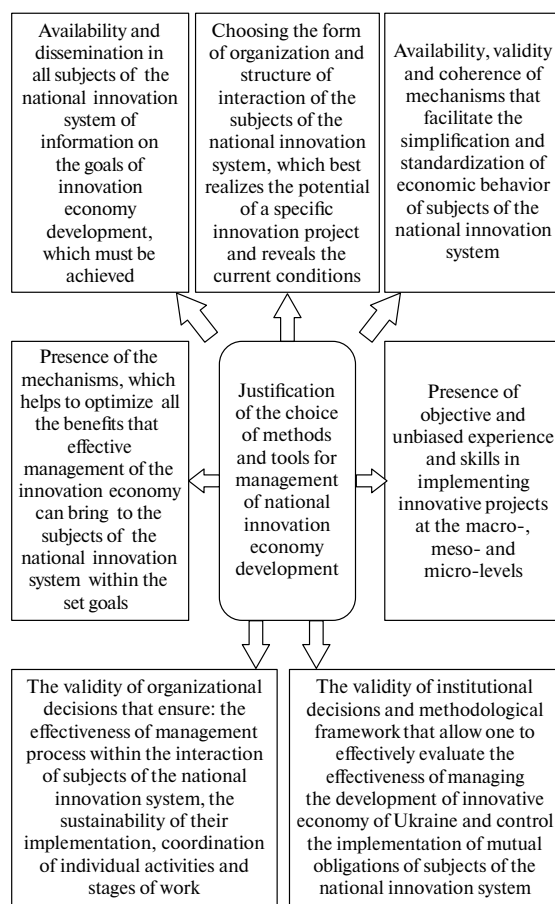 Availability and
dissemination in
all subjects of the
national innovation
system of
information on
the goals of
innovation
economy
development,
which must be
achieved
Choosing the form
of organization and
structure of
interaction of the
subjects of the
national innovation
system, which best
realizes the potential
of a specific
innovation project
and reveals the
current conditions
Availability, validity
and coherence of
mechanisms that
facilitate the
simplification and
standardization of
economic behavior
of subjects of the
national innovation
system
Presence of the
mechanisms, which
helps to optimize all
the benefits that
effective
management of the
innovation economy
can bring to the
subjects of the
national innovation
system within the
set goals
Justification
of the choice
of methods
and tools for
management
of national
innovation
economy
development
Presence of
objective and
unbiased experience
and skills in
implementing
innovative projects
at the macro-,
meso- and
micro-levels
The validity of organizational
decisions that ensure: the
effectiveness of management
process within the interaction
of subjects of the national
innovation system, the
sustainability of their
implementation, coordination
of individual activities and
stages of work
The validity of institutional
decisions and methodological
framework that allow one to
effectively evaluate the
effectiveness of managing
the development of innovative
economy of Ukraine and control
the implementation of mutual
obligations of subjects of the
national innovation system